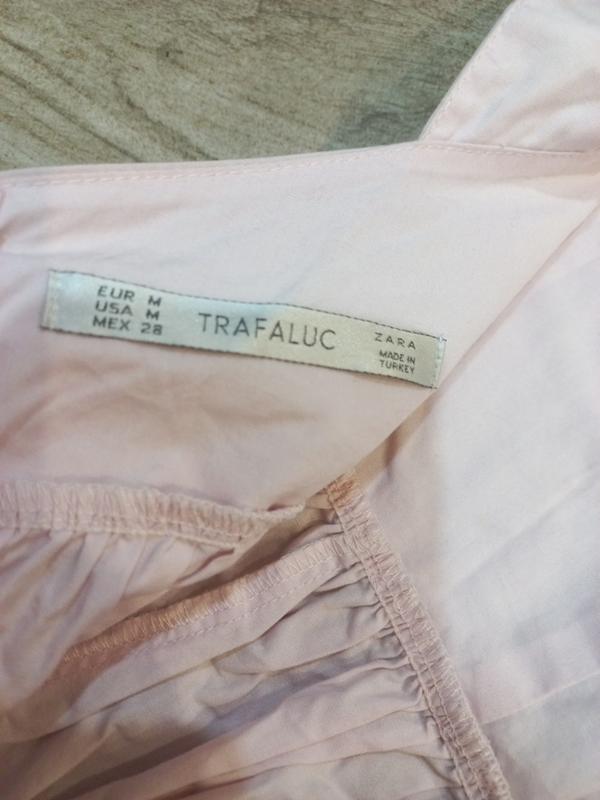 EUR M
USA M
MEX 28
TRAFALUC
ZARA
MADE IN
TURKEY